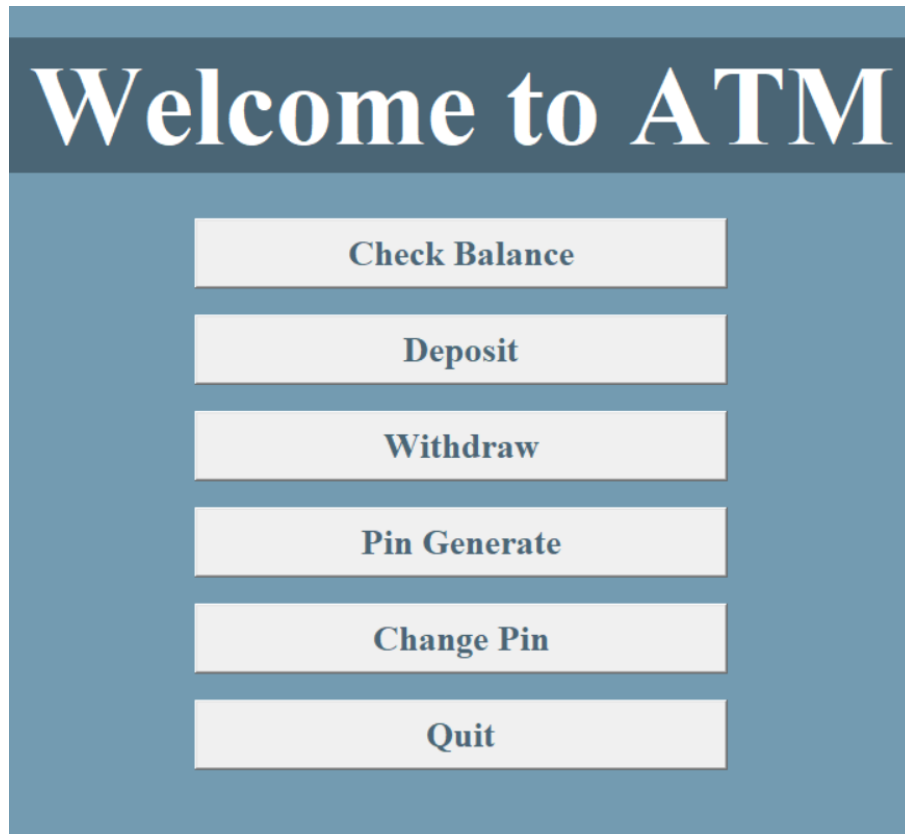 Welcome to ATM
Check Balance
Deposit
Withdraw
Pin Generate
Change Pin
Quit